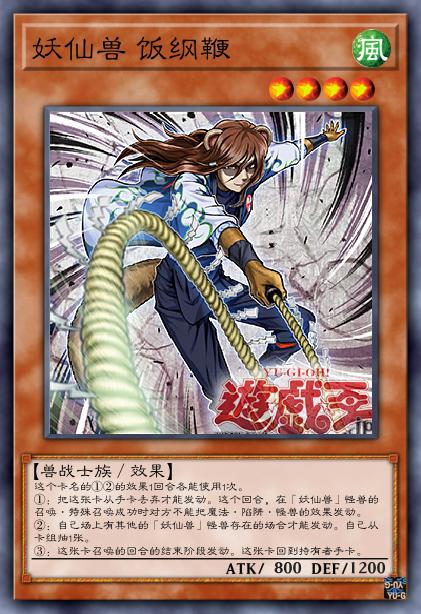 妖仙兽 饭纲鞭
風
YU-GI-OH!
遊戯王
.jp
【兽战士族/效果】
这个卡名的①②的效果1回合各能使用1次。
①：把这张卡从手卡丢弃才能发动。这个回合，在「妖仙兽」怪兽的
召唤·特殊召唤成功时对方不能把魔法·陷阱·怪兽的效果发动。
②：自己场上有其他的「妖仙兽」怪兽存在的场合才能发动。自己从
卡组抽1张。
③：这张卡召唤的回合的结束阶段发动。这张卡回到持有者手卡。
ATK/ 800 DEF/1200